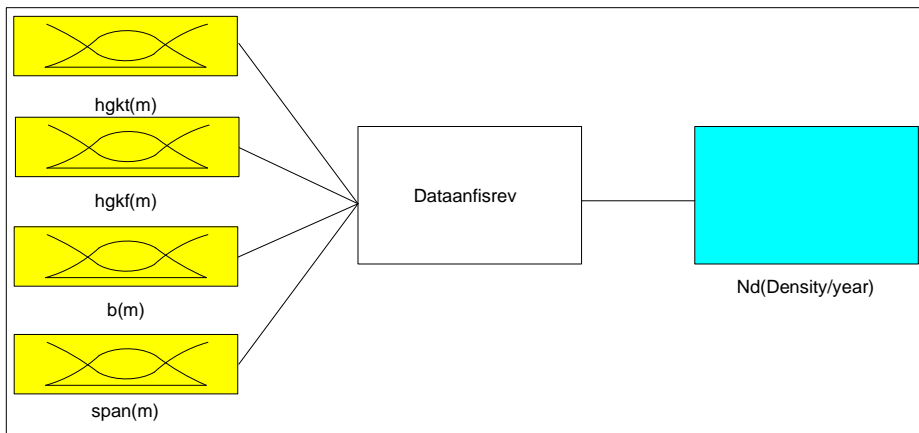 hgkt(m)
hgkf(m)
b(m)
span(m)
Dataanfisrev
Nd(Density/year)